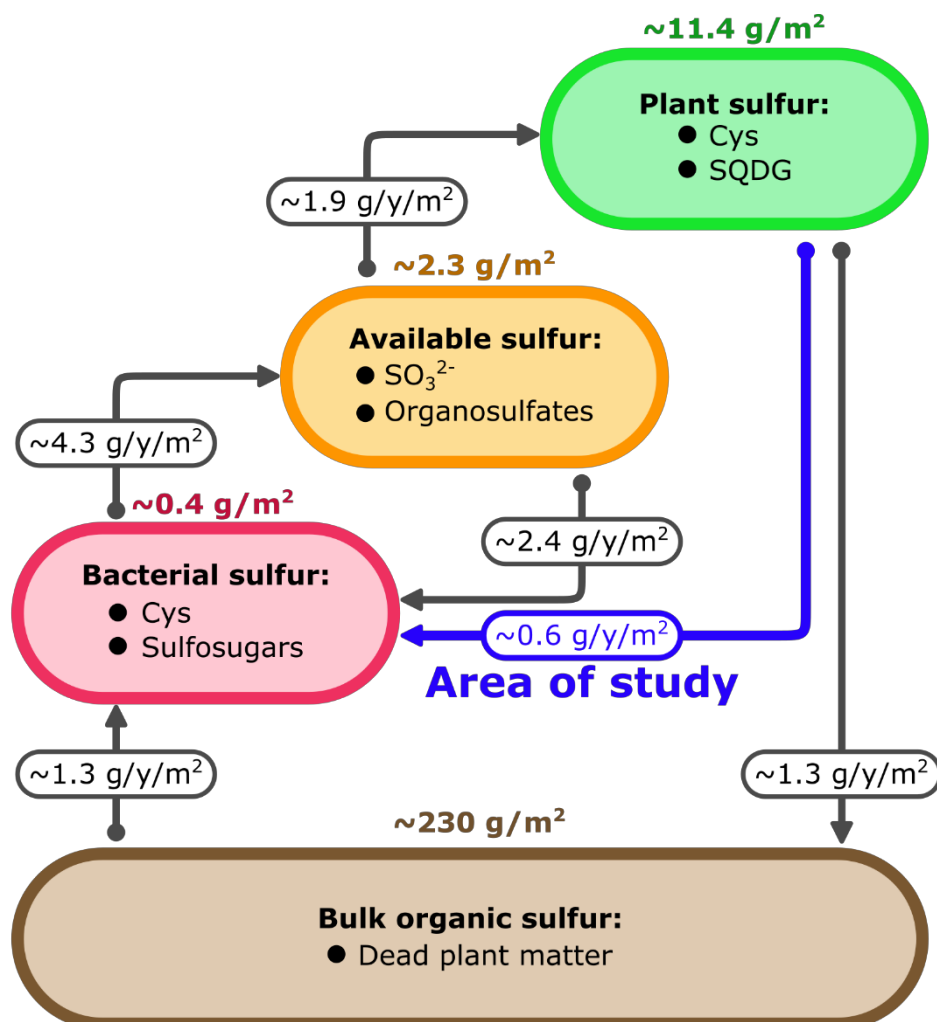 ~11.4 g/m²
Plant sulfur:
● Cys
● SQDG
~1.9 g/y/m²
~2.3 g/m²
Available sulfur:
● SO₃²⁻
● Organosulfates
~4.3 g/y/m²
~0.4 g/m²
~2.4 g/y/m²
Bacterial sulfur:
● Cys
● Sulfosugars
~0.6 g/y/m²
Area of study
~1.3 g/y/m²
~1.3 g/y/m²
~230 g/m²
Bulk organic sulfur:
● Dead plant matter